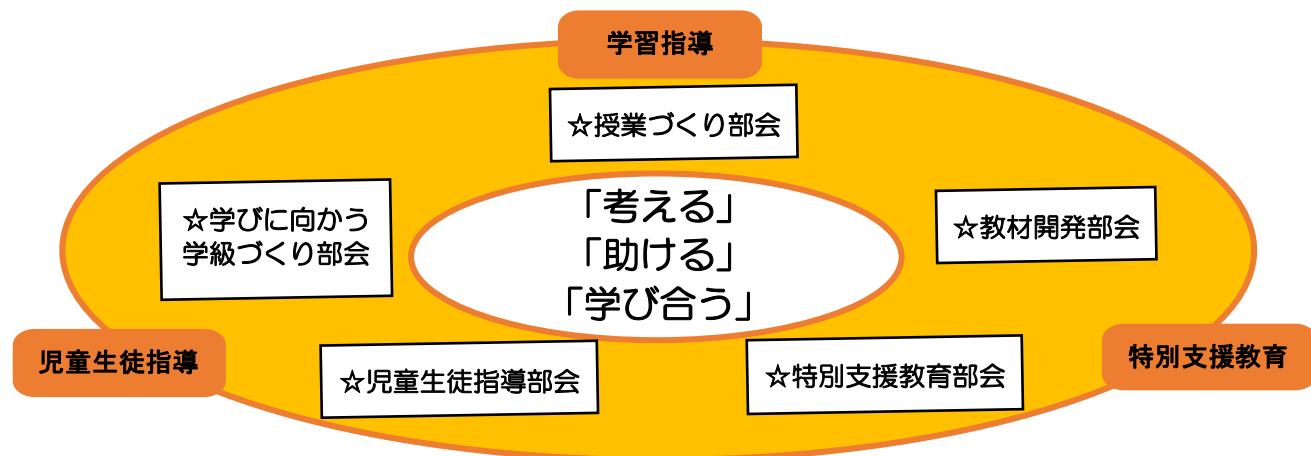 学習指導
☆授業づくり部会
☆学びに向かう
学級づくり部会
「考える」
「助ける」
「学び合う」
☆教材開発部会
児童生徒指導
☆児童生徒指導部会
☆特別支援教育部会
特別支援教育